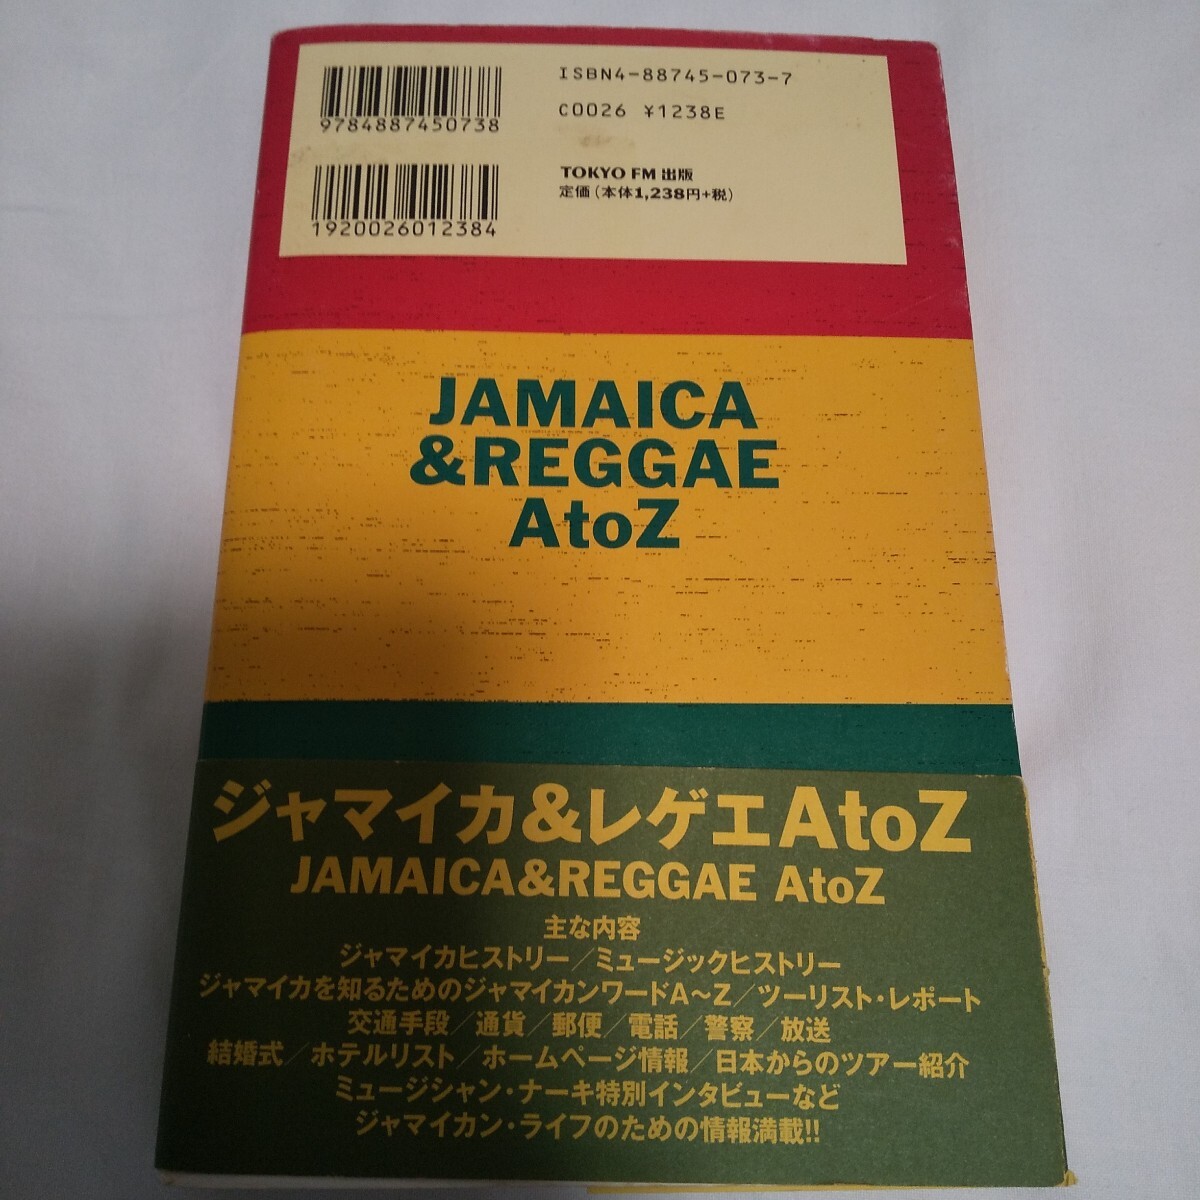 ISBN4-88745-073-7
C0026 ¥1238E
9784887450738
TOKYO FM 出版
定価(本体1,238円+税)
1920026012384
JAMAICA
&REGGAE
AtoZ
ジャマイカ&レゲエAtoZ
JAMAICA&REGGAE AtoZ
主な内容
ジャマイカヒストリー/ミュージックヒストリー
ジャマイカを知るためのジャマイカンワードA〜Z/ツーリスト・レポート
交通手段/通貨/郵便/電話/警察/放送
結婚式/ホテルリスト/ホームページ情報/日本からのツアー紹介
ミュージシャン・ナーキ特別インタビューなど
ジャマイカン・ライフのための情報満載!!